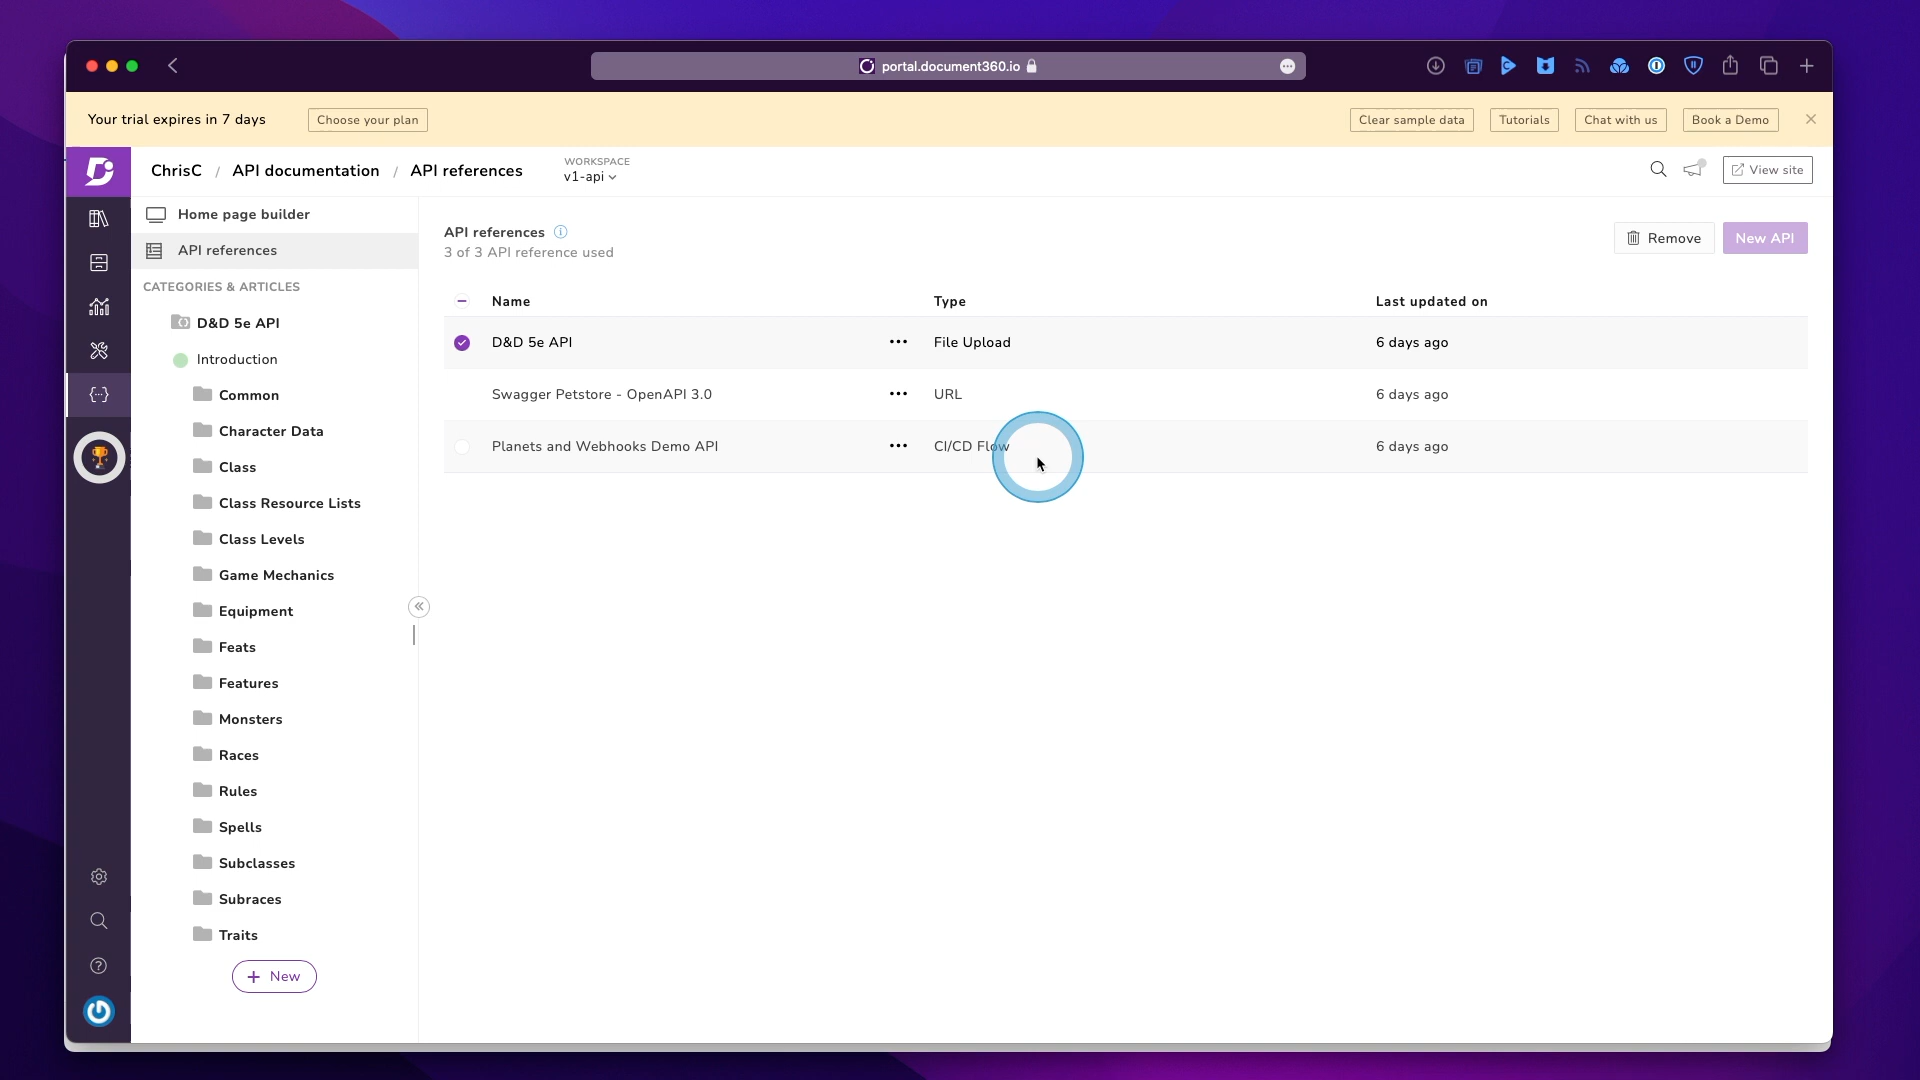 portal.document360.io
Your trial expires in 7 days
Choose your plan
Clear sample data
Tutorials
Chat with us
Book a Demo
ChrisC / API documentation / API references
WORKSPACE
v1-api
View site
Home page builder
API references
CATEGORIES & ARTICLES
D&D 5e API
Introduction
Common
Character Data
Class
Class Resource Lists
Class Levels
Game Mechanics
Equipment
Feats
Features
Monsters
Races
Rules
Spells
Subclasses
Subraces
Traits
+ New
API references
3 of 3 API reference used
Remove
New API
Name Type Last updated on
D&D 5e API ••• File Upload 6 days ago
Swagger Petstore - OpenAPI 3.0 ••• URL 6 days ago
Planets and Webhooks Demo API ••• CI/CD Flow 6 days ago